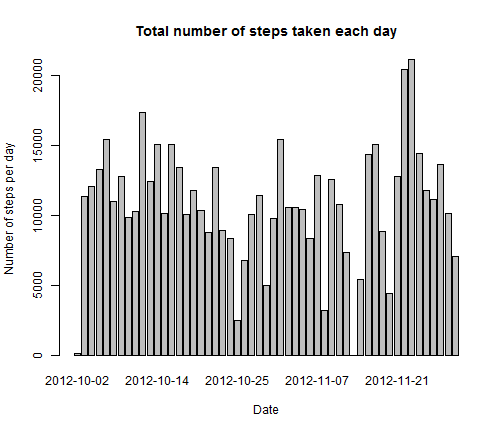 Total number of steps taken each day
Number of steps per day
20000
15000
10000
5000
0
2012-10-02 2012-10-14 2012-10-25 2012-11-07 2012-11-21
Date